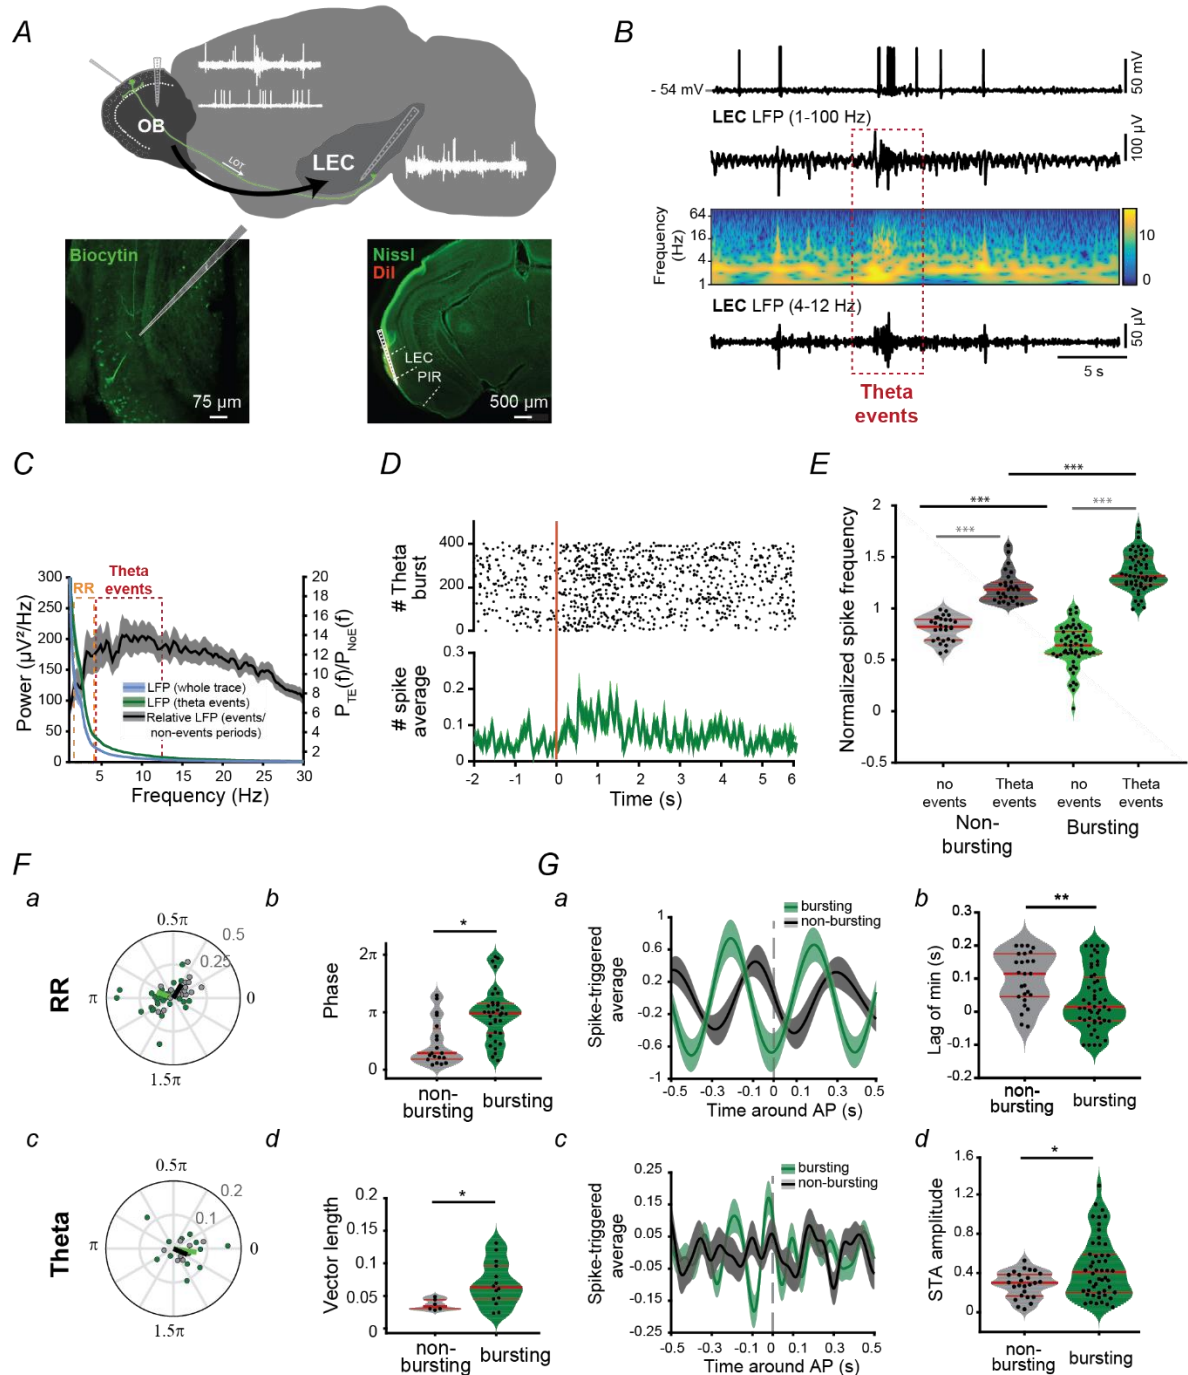 A
OB
LOT
LEC
Biocytin
75 µm
Nissl
DiI
LEC
PIR
500 µm
B
- 54 mV
50 mV
LEC LFP (1-100 Hz)
100 µV
Frequency
(Hz)
64
16
4
1
10
0
LEC LFP (4-12 Hz)
50 µV
5 s
Theta
events
C
Power (µV²/Hz)
300
250
200
150
100
50
0
RR
Theta
events
LFP (whole trace)
LFP (theta events)
Relative LFP (events/
non-events periods)
20
18
16
14
12
10
8
6
4
2
P_TE(f)/P_NoE(f)
5 10 15 20 25 30
Frequency (Hz)
D
# Theta
burst
400
200
0
# spike
average
0.3
0.2
0.1
0
-2 -1 0 1 2 3 4 5 6
Time (s)
E
Normalized spike frequency
2
1.5
1
0.5
0
-0.5
***
***
***
***
no
events
Theta
events
no
events
Theta
events
Non-
bursting
Bursting
F
a
RR
0.5π
π
0
1.5π
0.5
0.25
b
Phase
2π
π
0
*
non-
bursting
bursting
c
Theta
0.5π
π
0
1.5π
0.2
0.1
d
Vector length
0.2
0.15
0.1
0.05
0
*
non-
bursting
bursting
G
a
Spike-triggered
average
1
0.6
0.2
-0.2
-0.6
-1
bursting
non-bursting
-0.5 -0.3 -0.1 0 0.1 0.3 0.5
Time around AP (s)
b
Lag of min (s)
0.3
0.2
0.1
0
-0.1
-0.2
**
non-
bursting
bursting
c
Spike-triggered
average
0.25
0.15
0.05
-0.05
-0.15
-0.25
bursting
non-bursting
-0.5 -0.3 -0.1 0 0.1 0.3 0.5
Time around AP (s)
d
STA amplitude
1.6
1.2
0.8
0.4
0
*
non-
bursting
bursting